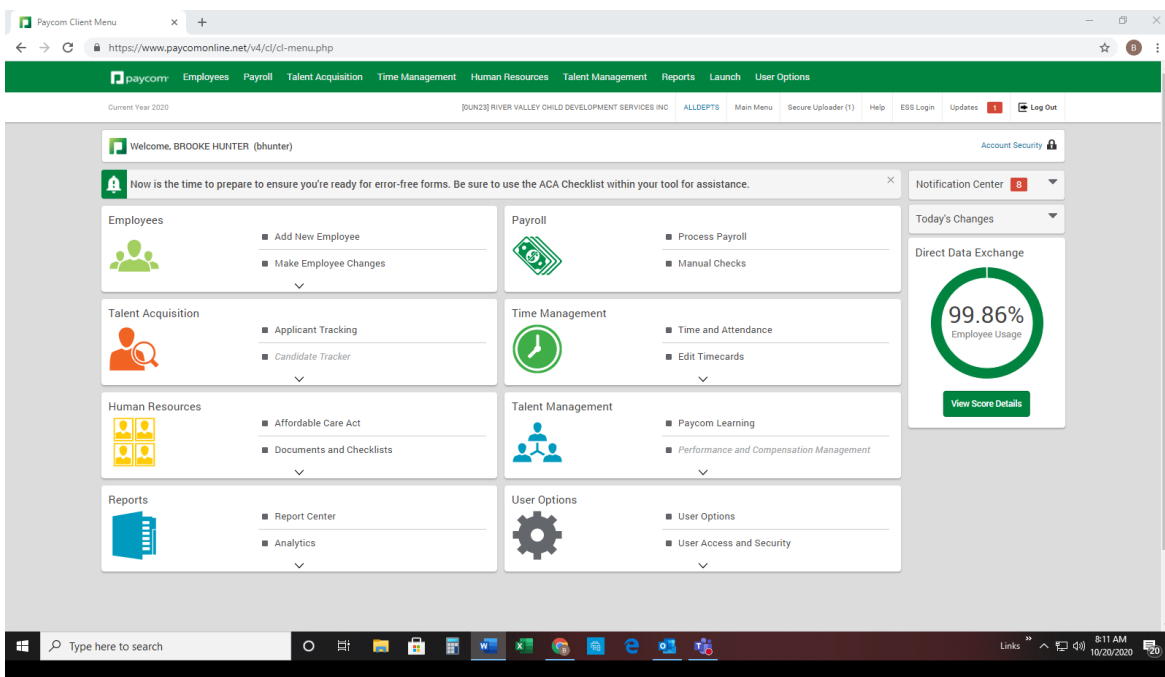 Paycom Client Menu
https://www.paycomonline.net/v4/cl/cl-menu.php
B
paycom Employees Payroll Talent Acquisition Time Management Human Resources Talent Management Reports Launch User Options
Current Year 2020 [0UN23] RIVER VALLEY CHILD DEVELOPMENT SERVICES INC ALLDEPTS Main Menu Secure Uploader (1) Help ESS Login Updates 1 Log Out
Welcome, BROOKE HUNTER (bhunter) Account Security
Now is the time to prepare to ensure you're ready for error-free forms. Be sure to use the ACA Checklist within your tool for assistance.
Notification Center 8
Today's Changes
Direct Data Exchange
99.86%
Employee Usage
View Score Details
Employees
Add New Employee
Make Employee Changes
Payroll
Process Payroll
Manual Checks
Talent Acquisition
Applicant Tracking
Candidate Tracker
Time Management
Time and Attendance
Edit Timecards
Human Resources
Affordable Care Act
Documents and Checklists
Talent Management
Paycom Learning
Performance and Compensation Management
Reports
Report Center
Analytics
User Options
User Options
User Access and Security
Type here to search
Links
8:11 AM
10/20/2020
20